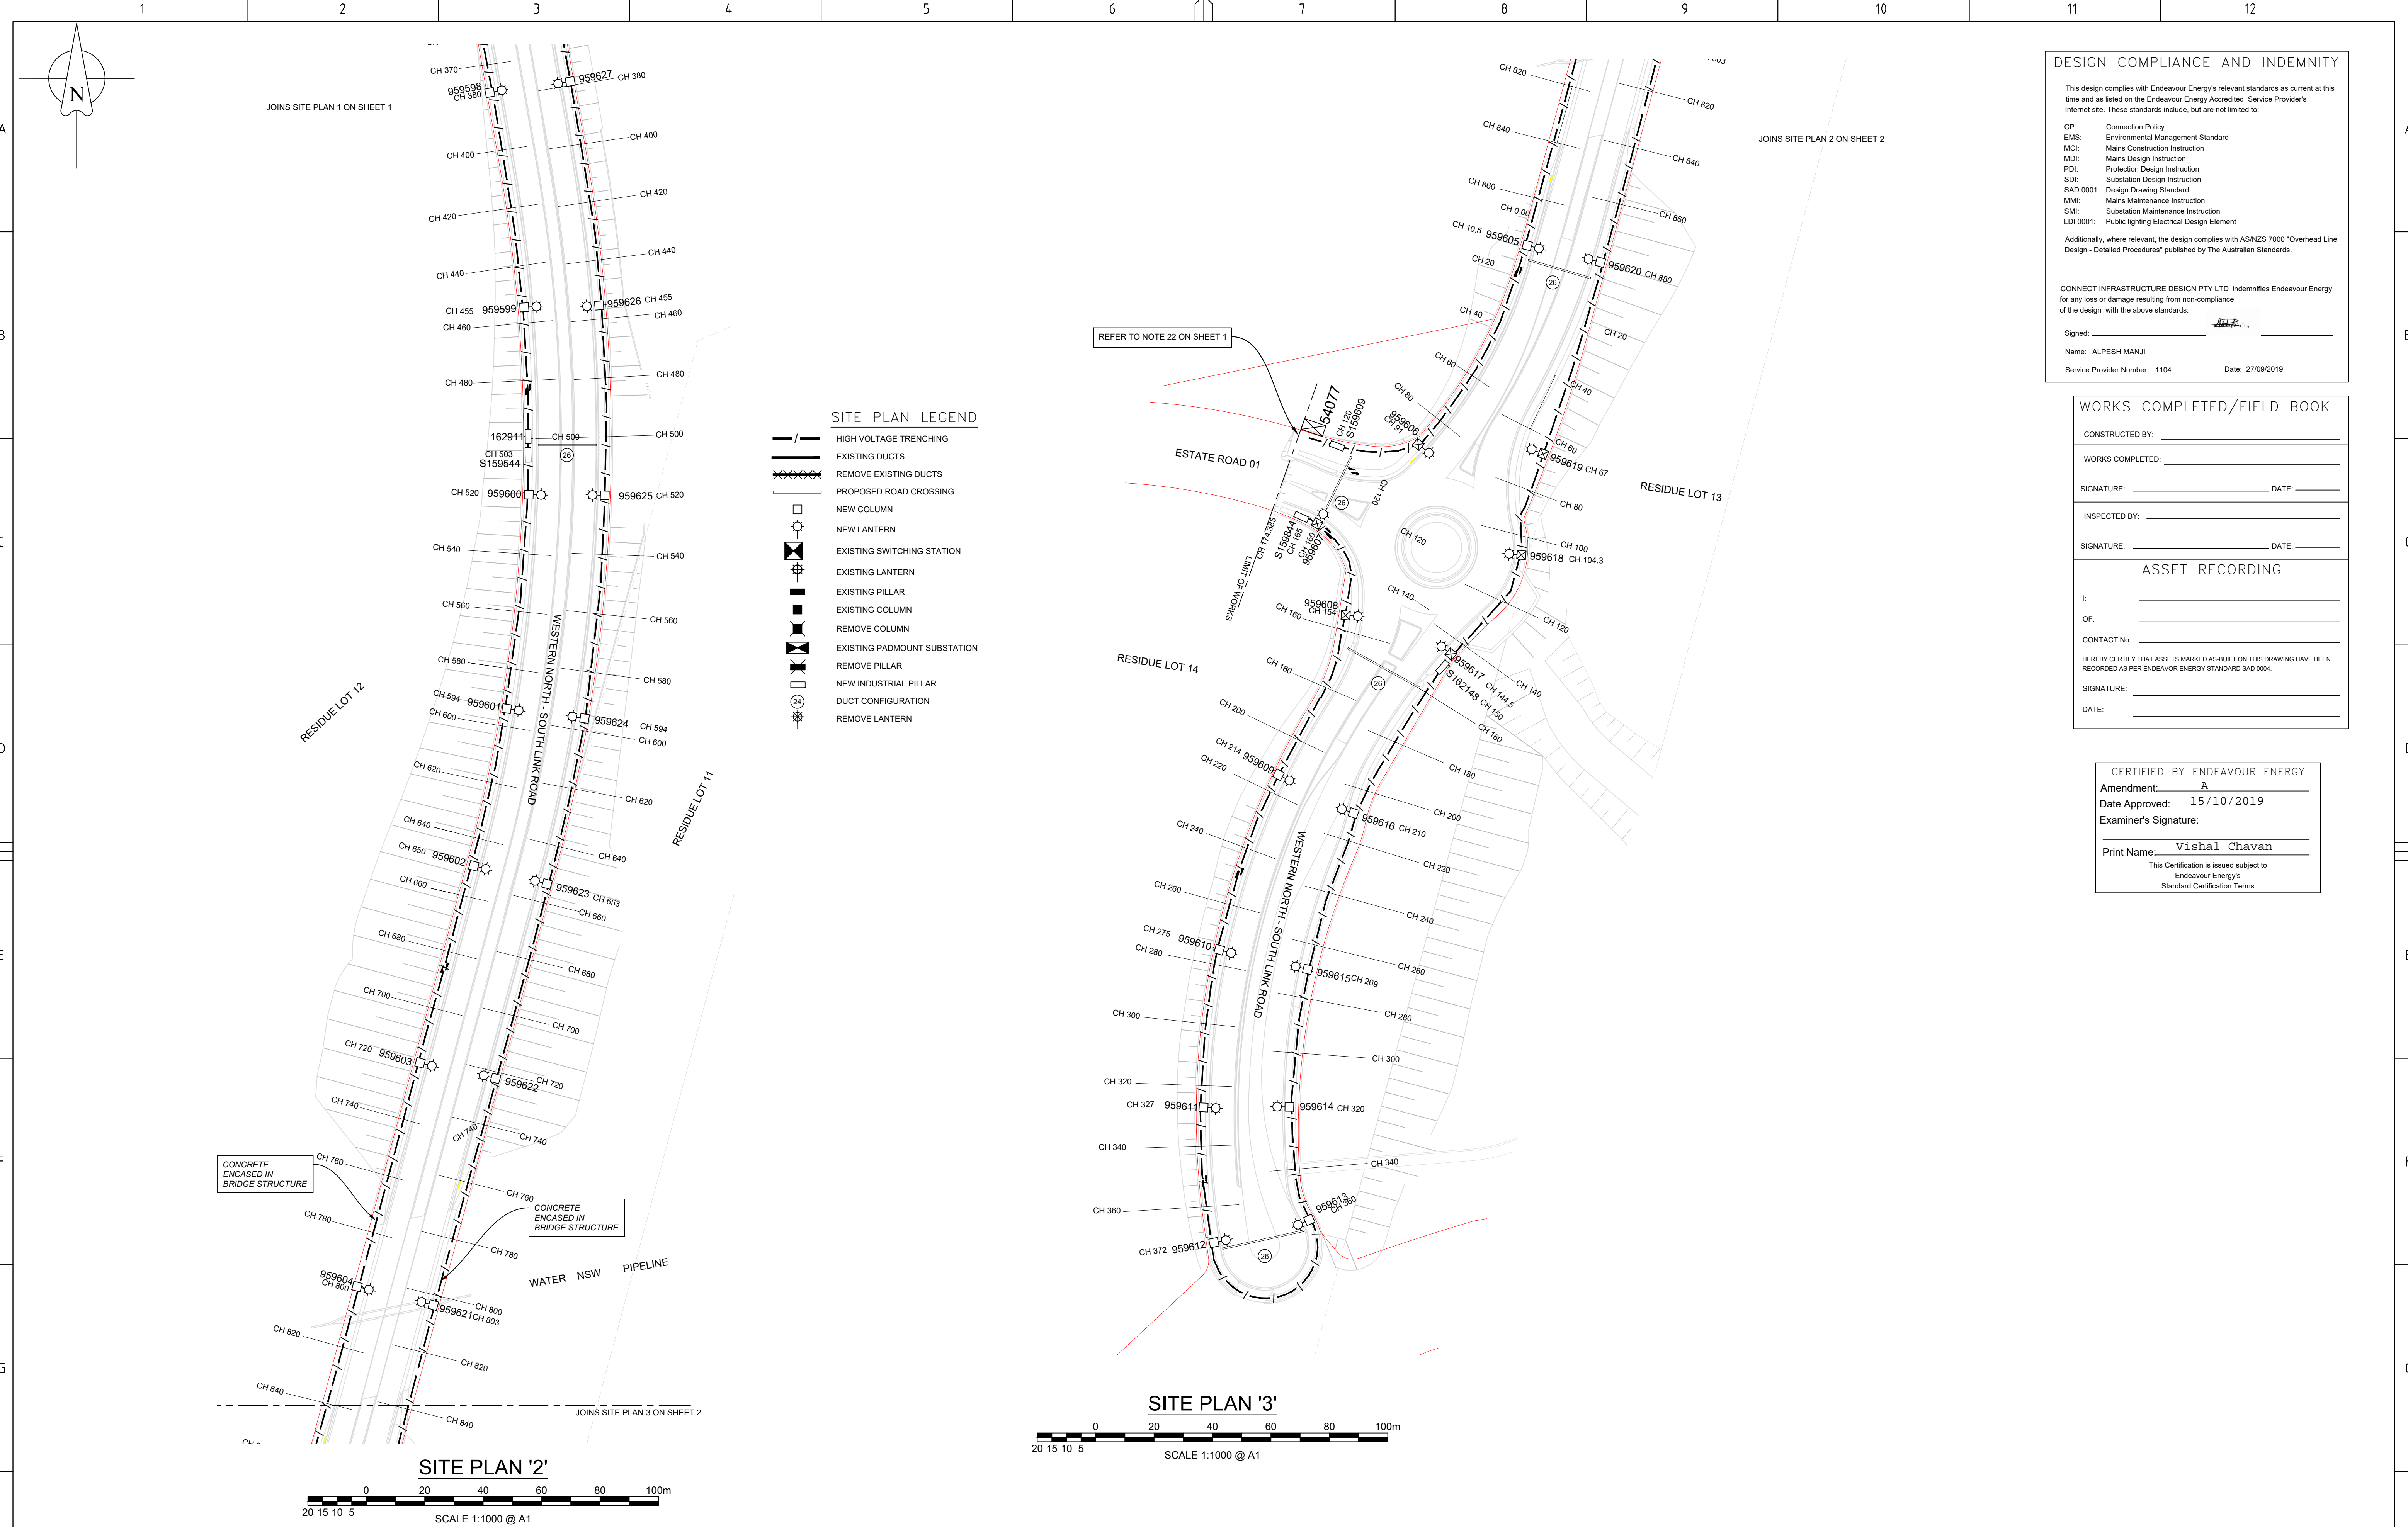 1 2 3 4 5 6 7 8 9 10 11 12
A
B
D
E
F
G
N
JOINS SITE PLAN 1 ON SHEET 1
CH 370
959598
CH 380
959627
CH 380
CH 400
CH 400
CH 420
CH 420
CH 440
CH 440
CH 455 959599
959626 CH 455
CH 460
CH 460
CH 480
CH 480
162911
CH 500
CH 500
CH 503
S159544
26
CH 520 959600
959625 CH 520
CH 540
CH 540
CH 560
CH 560
WESTERN NORTH - SOUTH LINK ROAD
CH 580
CH 580
CH 594 959601
959624 CH 594
CH 600
CH 600
RESIDUE LOT 12
CH 620
CH 620
RESIDUE LOT 11
CH 640
CH 640
CH 650 959602
959623 CH 653
CH 660
CH 660
CH 680
CH 680
CH 700
CH 700
CH 720 959603
959622 CH 720
CH 740
CH 740
CH 740
CH 760
CH 760
CONCRETE
ENCASED IN
BRIDGE STRUCTURE
CONCRETE
ENCASED IN
BRIDGE STRUCTURE
CH 780
CH 780
WATER NSW PIPELINE
959604
CH 800
CH 800
959621 CH 803
CH 820
CH 820
CH 840
CH 840
JOINS SITE PLAN 3 ON SHEET 2
SITE PLAN '2'
0 20 40 60 80 100m
20 15 10 5
SCALE 1:1000 @ A1
SITE PLAN LEGEND
HIGH VOLTAGE TRENCHING
EXISTING DUCTS
REMOVE EXISTING DUCTS
PROPOSED ROAD CROSSING
NEW COLUMN
NEW LANTERN
EXISTING SWITCHING STATION
EXISTING LANTERN
EXISTING PILLAR
EXISTING COLUMN
REMOVE COLUMN
EXISTING PADMOUNT SUBSTATION
REMOVE PILLAR
NEW INDUSTRIAL PILLAR
24 DUCT CONFIGURATION
REMOVE LANTERN
CH 820
CH 820
CH 840
JOINS SITE PLAN 2 ON SHEET 2
CH 840
CH 860
CH 860
CH 0.00
CH 10.5 959605
959620 CH 880
CH 20
26
CH 40
CH 20
REFER TO NOTE 22 ON SHEET 1
CH 60
CH 40
CH 80
54077
CH 120
S159609
959606
CH 91
CH 60
ESTATE ROAD 01
959619 CH 67
RESIDUE LOT 13
CH 80
26
CH 120
CH 120
CH 100
959618 CH 104.3
CH 174.385
LIMIT OF WORKS
S159844
CH 165
CH 160
959607
CH 140
959608
CH 154
CH 160
CH 120
RESIDUE LOT 14
CH 180
26
959617 CH 144.5
CH 140
S162148 CH 150
CH 160
CH 200
CH 180
CH 214 959609
CH 220
CH 200
959616 CH 210
CH 240
CH 220
WESTERN NORTH - SOUTH LINK ROAD
CH 260
CH 240
CH 275 959610
CH 280
CH 260
959615 CH 269
CH 300
CH 280
CH 300
CH 320
CH 327 959611
959614 CH 320
CH 340
CH 340
CH 360
959613
CH 360
CH 372 959612
26
SITE PLAN '3'
0 20 40 60 80 100m
20 15 10 5
SCALE 1:1000 @ A1
DESIGN COMPLIANCE AND INDEMNITY
This design complies with Endeavour Energy's relevant standards as current at this
time and as listed on the Endeavour Energy Accredited Service Provider's
Internet site. These standards include, but are not limited to:
CP: Connection Policy
EMS: Environmental Management Standard
MCI: Mains Construction Instruction
MDI: Mains Design Instruction
PDI: Protection Design Instruction
SDI: Substation Design Instruction
SAD 0001: Design Drawing Standard
MMI: Mains Maintenance Instruction
SMI: Substation Maintenance Instruction
LDI 0001: Public lighting Electrical Design Element
Additionally, where relevant, the design complies with AS/NZS 7000 "Overhead Line
Design - Detailed Procedures" published by The Australian Standards.
CONNECT INFRASTRUCTURE DESIGN PTY LTD indemnifies Endeavour Energy
for any loss or damage resulting from non-compliance
of the design with the above standards.
Signed:
Name: ALPESH MANJI
Service Provider Number: 1104 Date: 27/09/2019
WORKS COMPLETED/FIELD BOOK
CONSTRUCTED BY:
WORKS COMPLETED:
SIGNATURE: DATE:
INSPECTED BY:
SIGNATURE: DATE:
ASSET RECORDING
I:
OF:
CONTACT No.:
HEREBY CERTIFY THAT ASSETS MARKED AS-BUILT ON THIS DRAWING HAVE BEEN
RECORDED AS PER ENDEAVOR ENERGY STANDARD SAD 0004.
SIGNATURE:
DATE:
CERTIFIED BY ENDEAVOUR ENERGY
Amendment: A
Date Approved: 15/10/2019
Examiner's Signature:
Print Name: Vishal Chavan
This Certification is issued subject to
Endeavour Energy's
Standard Certification Terms